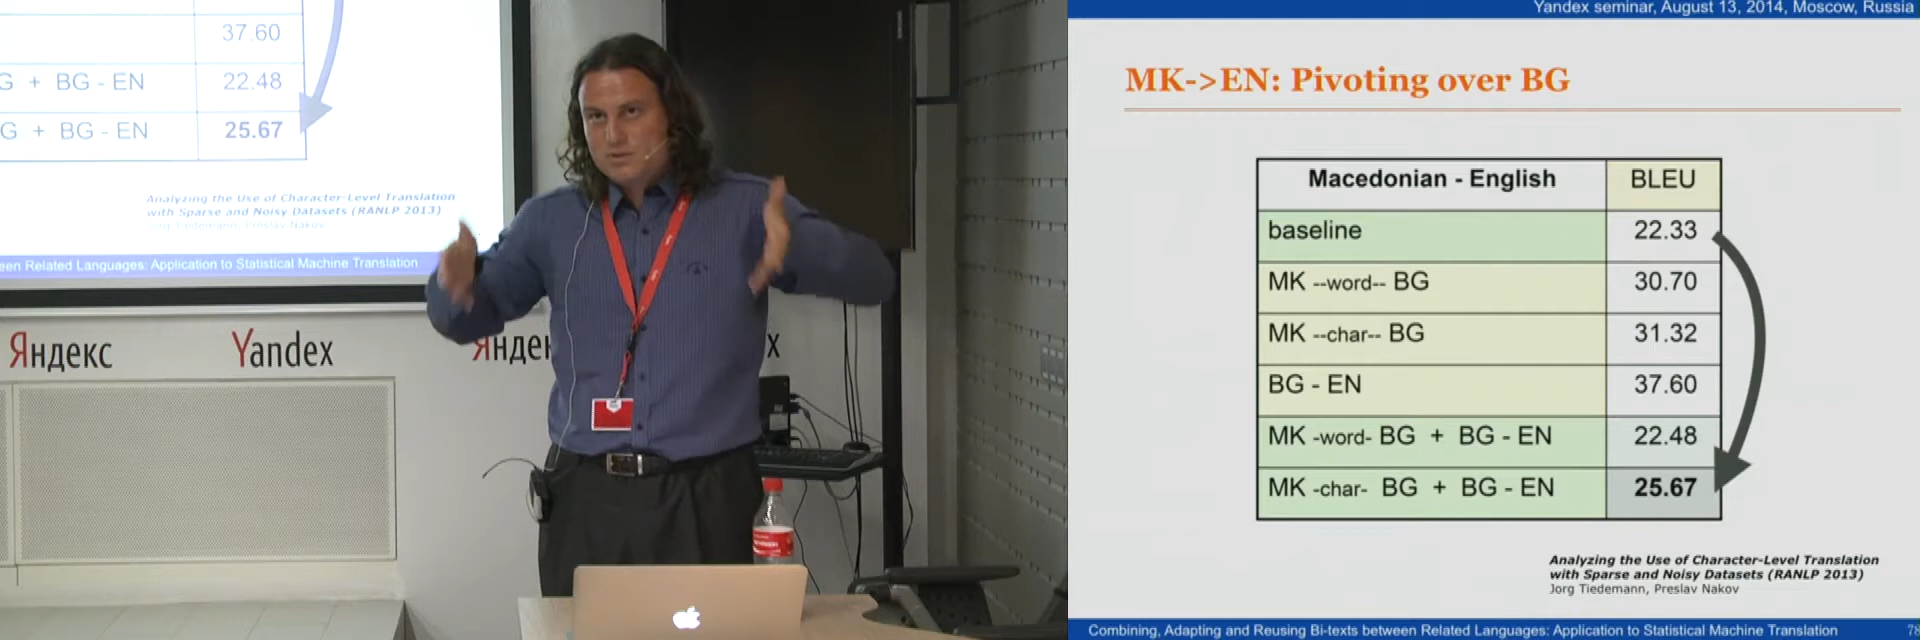 37.60
G + BG - EN 22.48
G + BG - EN 25.67
Analyzing the Use of Character-Level Translation
with Sparse and Noisy Datasets (RANLP 2013)
Jorg Tiedemann, Preslav Nakov
een Related Languages: Application to Statistical Machine Translation
Яндекс Yandex Яндек x
Yandex seminar, August 13, 2014, Moscow, Russia
MK->EN: Pivoting over BG
Macedonian - English BLEU
baseline 22.33
MK --word-- BG 30.70
MK --char-- BG 31.32
BG - EN 37.60
MK -word- BG + BG - EN 22.48
MK -char- BG + BG - EN 25.67
Analyzing the Use of Character-Level Translation
with Sparse and Noisy Datasets (RANLP 2013)
Jorg Tiedemann, Preslav Nakov
Combining, Adapting and Reusing Bi-texts between Related Languages: Application to Statistical Machine Translation